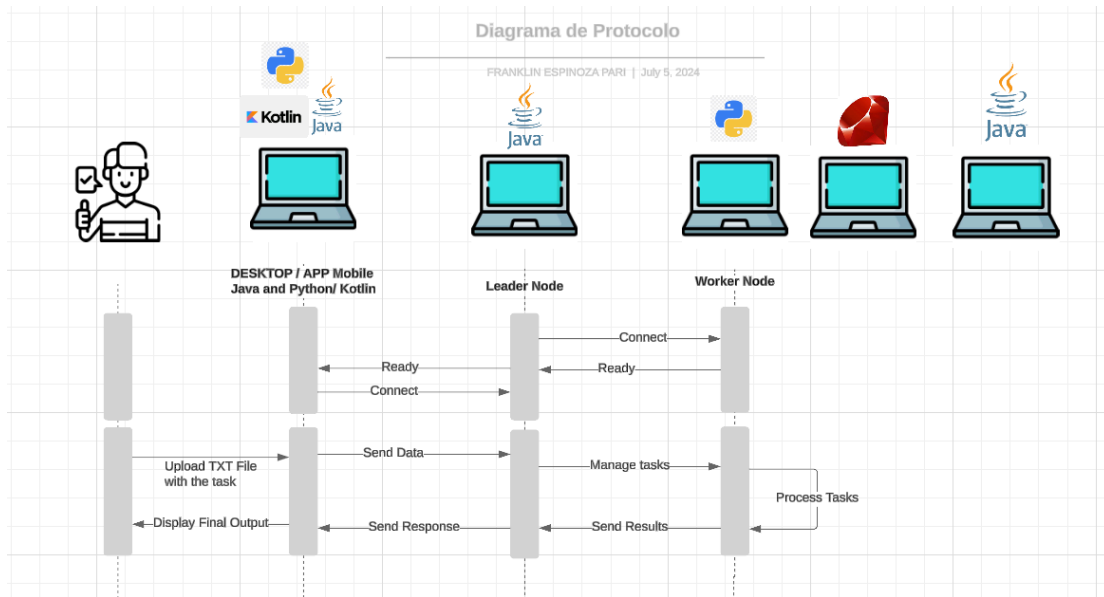 Diagrama de Protocolo
FRANKLIN ESPINOZA PARI | July 5, 2024
Kotlin
Java
Java
Java
DESKTOP / APP Mobile
Java and Python/ Kotlin
Leader Node
Worker Node
Connect
Ready
Ready
Connect
Send Data
Upload TXT File
with the task
Manage tasks
Process Tasks
Display Final Output
Send Response
Send Results